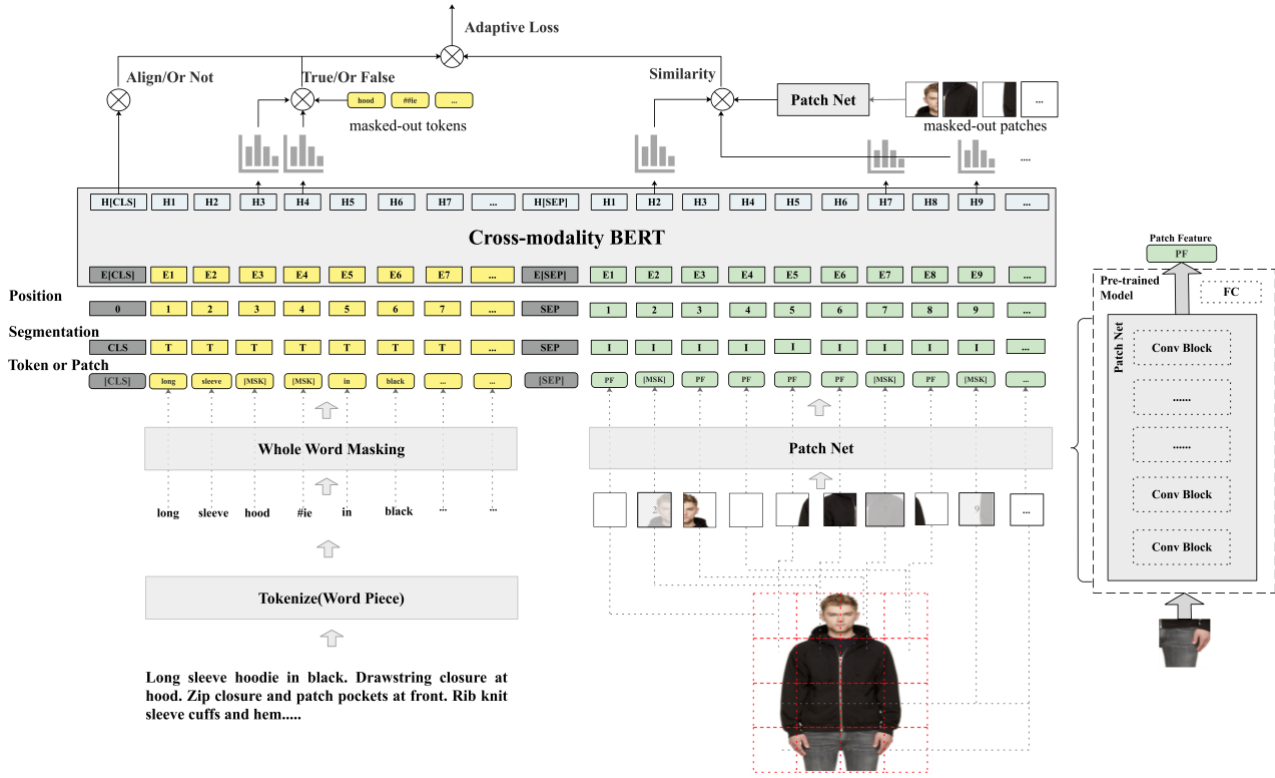 Adaptive Loss
Align/Or Not
True/Or False
Similarity
hood ##ie ...
Patch Net
...
masked-out tokens
masked-out patches
....
H[CLS] H1 H2 H3 H4 H5 H6 H7 ... H[SEP] H1 H2 H3 H4 H5 H6 H7 H8 H9 ...
Cross-modality BERT
E[CLS] E1 E2 E3 E4 E5 E6 E7 ... E[SEP] E1 E2 E3 E4 E5 E6 E7 E8 E9 ...
Position
0 1 2 3 4 5 6 7 ... SEP 1 2 3 4 5 6 7 8 9 ...
Segmentation
CLS T T T T T T T ... SEP I I I I I I I I I ...
Token or Patch
[CLS] long sleeve [MSK] [MSK] in black ... ... [SEP] PF [MSK] PF PF PF PF [MSK] PF [MSK] ...
Whole Word Masking
Patch Net
long sleeve hood #ie in black ... ...
2 9 ...
Tokenize(Word Piece)
Long sleeve hoodie in black. Drawstring closure at
hood. Zip closure and patch pockets at front. Rib knit
sleeve cuffs and hem.....
Patch Feature
PF
Pre-trained
Model
FC
Patch Net
Conv Block
......
......
Conv Block
Conv Block